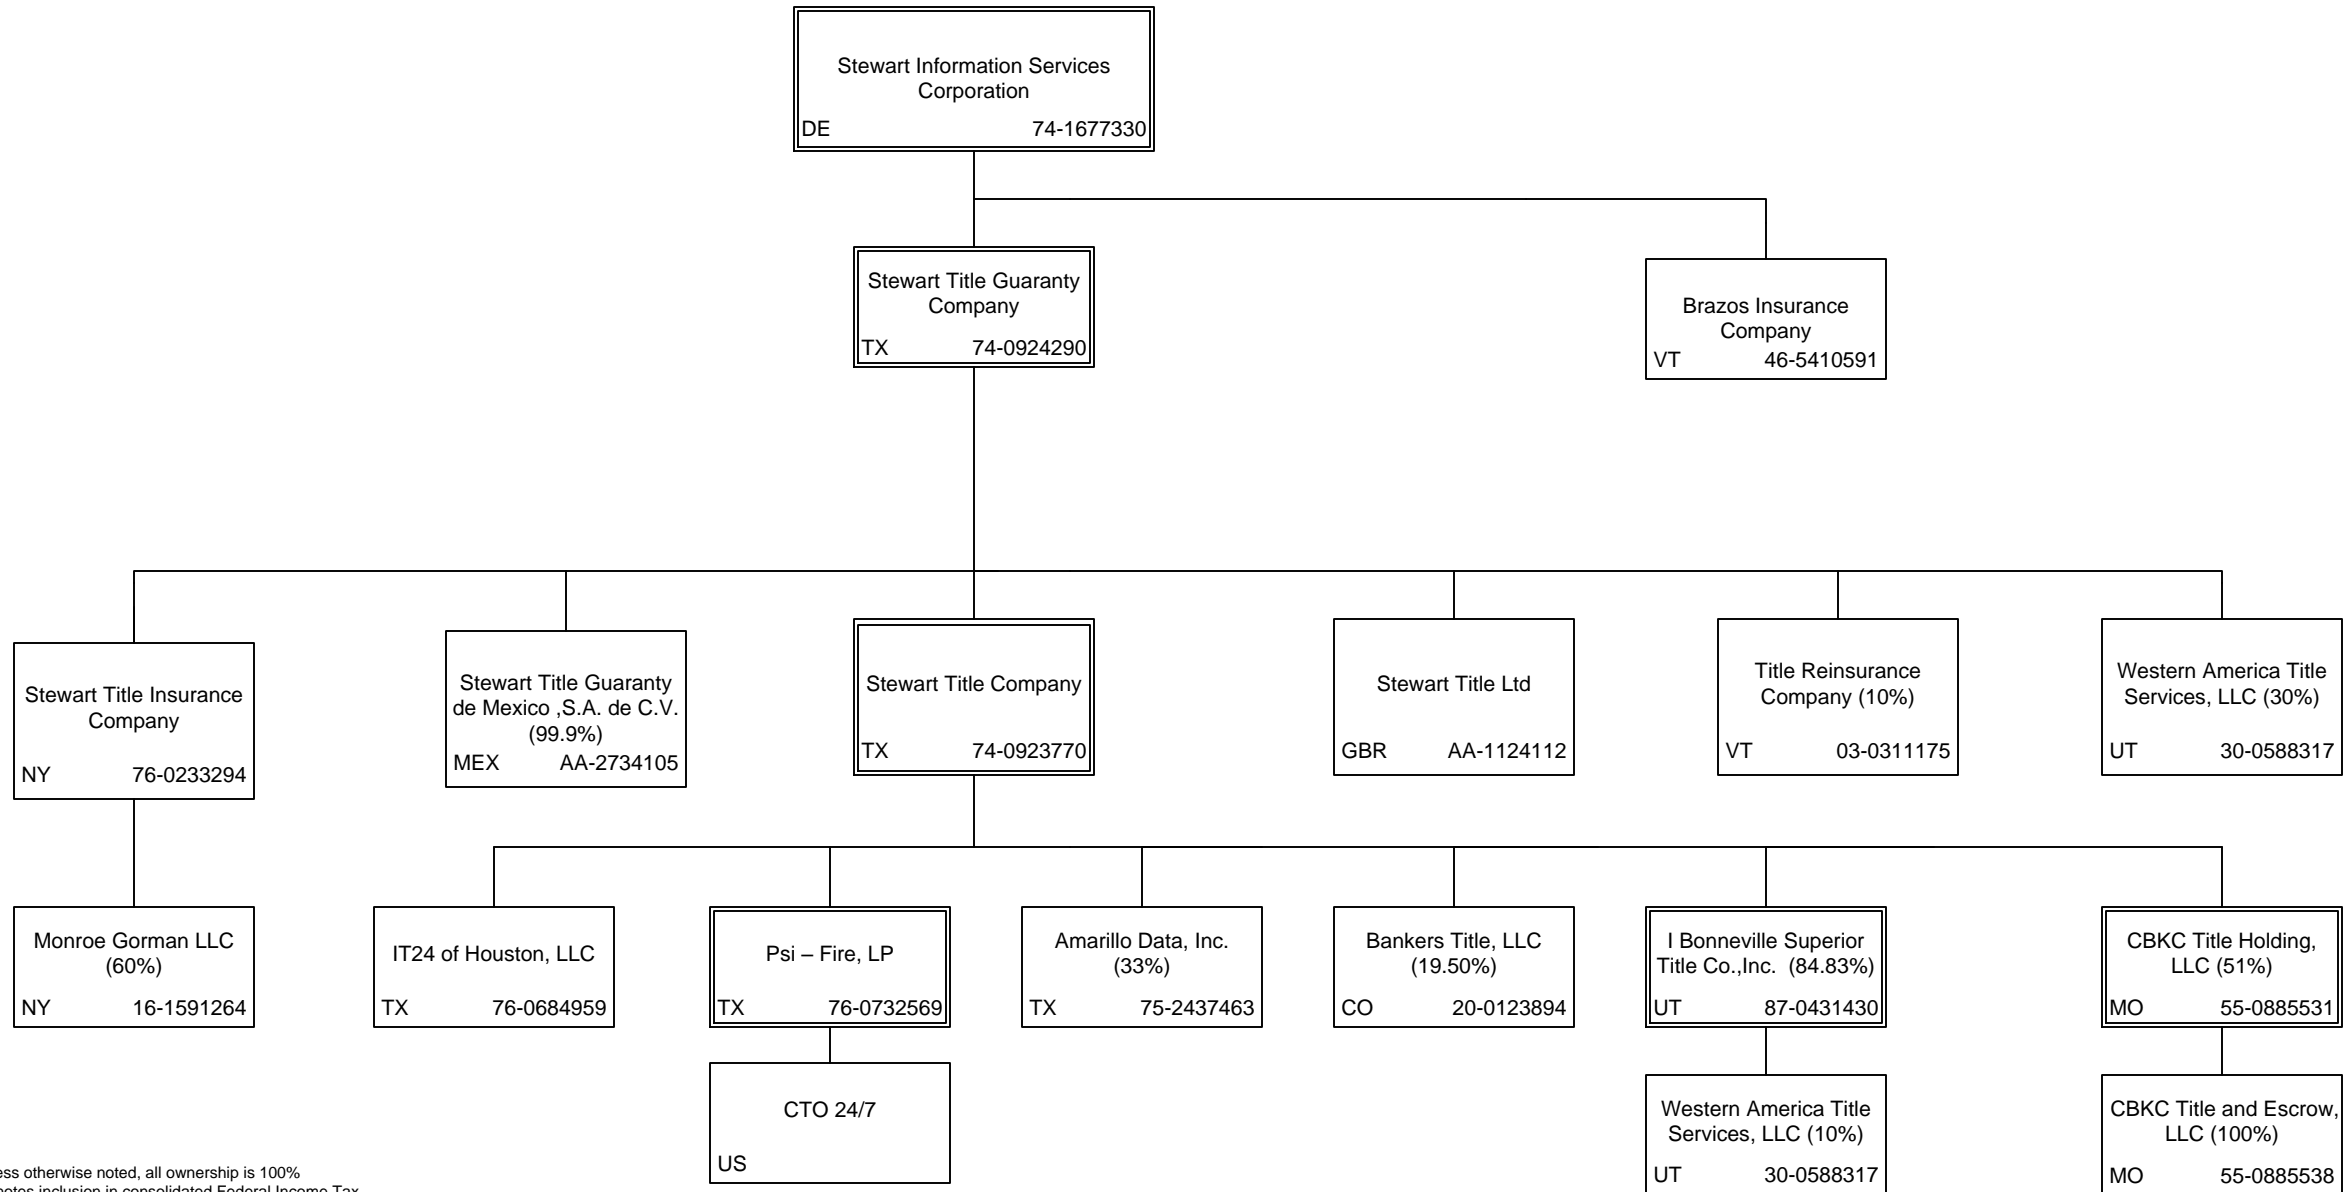 Stewart Information Services
Corporation
DE 74-1677330
Stewart Title Guaranty
Company
TX 74-0924290
Brazos Insurance
Company
VT 46-5410591
Stewart Title Insurance
Company
NY 76-0233294
Stewart Title Guaranty
de Mexico ,S.A. de C.V.
(99.9%)
MEX AA-2734105
Stewart Title Company
TX 74-0923770
Stewart Title Ltd
GBR AA-1124112
Title Reinsurance
Company (10%)
VT 03-0311175
Western America Title
Services, LLC (30%)
UT 30-0588317
Monroe Gorman LLC
(60%)
NY 16-1591264
IT24 of Houston, LLC
TX 76-0684959
Psi – Fire, LP
TX 76-0732569
Amarillo Data, Inc.
(33%)
TX 75-2437463
Bankers Title, LLC
(19.50%)
CO 20-0123894
I Bonneville Superior
Title Co.,Inc. (84.83%)
UT 87-0431430
CBKC Title Holding,
LLC (51%)
MO 55-0885531
CTO 24/7
US
Western America Title
Services, LLC (10%)
UT 30-0588317
CBKC Title and Escrow,
LLC (100%)
MO 55-0885538
otherwise noted, all ownership is 100%
inclusion in consolidated Federal Income Tax